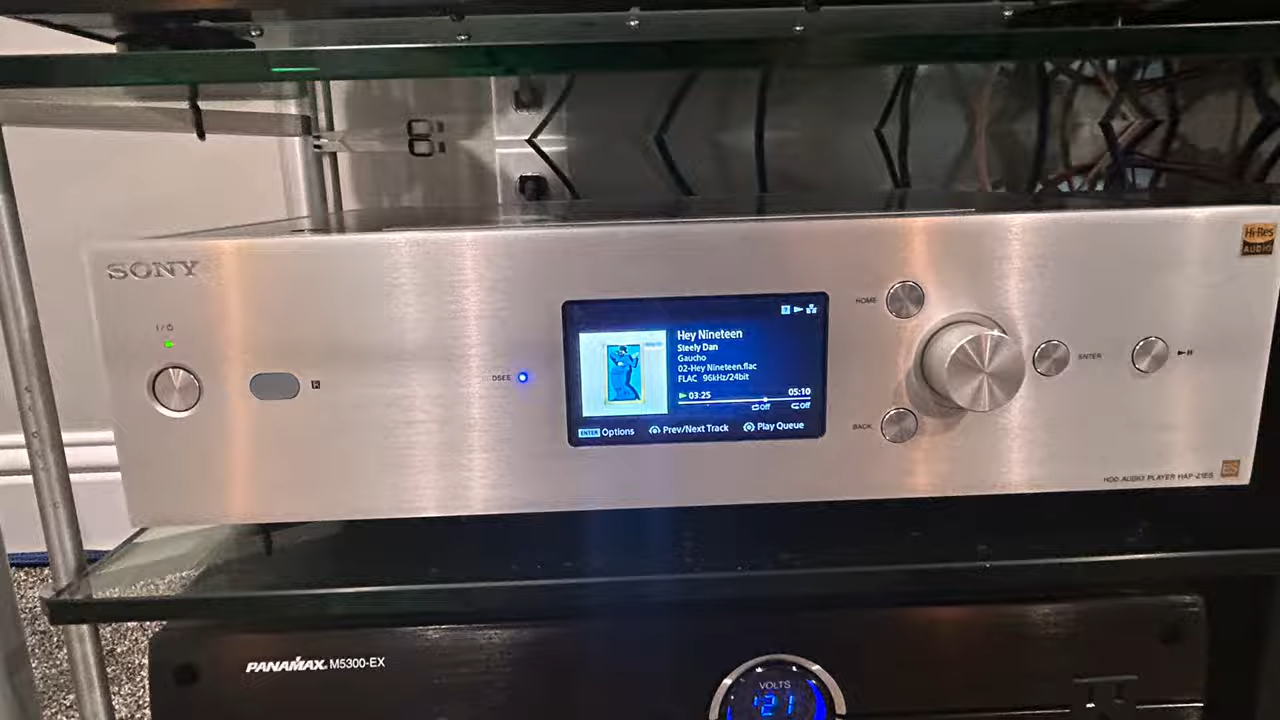 SONY
I/⏻
R
DSEE
Hey Nineteen
Steely Dan
Gaucho
02-Hey Nineteen.flac
FLAC 96kHz/24bit
03:25 05:10
Off Off
ENTER Options Prev/Next Track Play Queue
HOME
BACK
ENTER
Hi-Res
AUDIO
HDD AUDIO PLAYER HAP-Z1ES
ES
PANAMAX M5300-EX
VOLTS
121